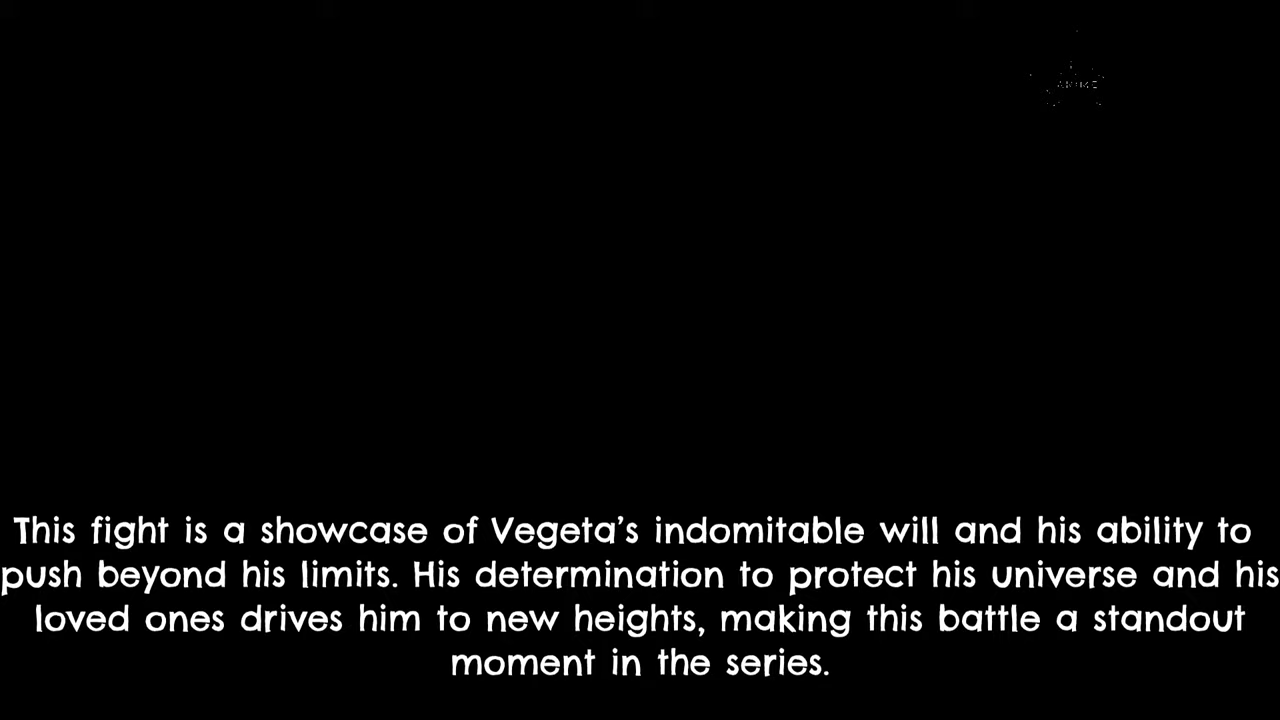 ANIME
This fight is a showcase of Vegeta’s indomitable will and his ability to
push beyond his limits. His determination to protect his universe and his
loved ones drives him to new heights, making this battle a standout
moment in the series.